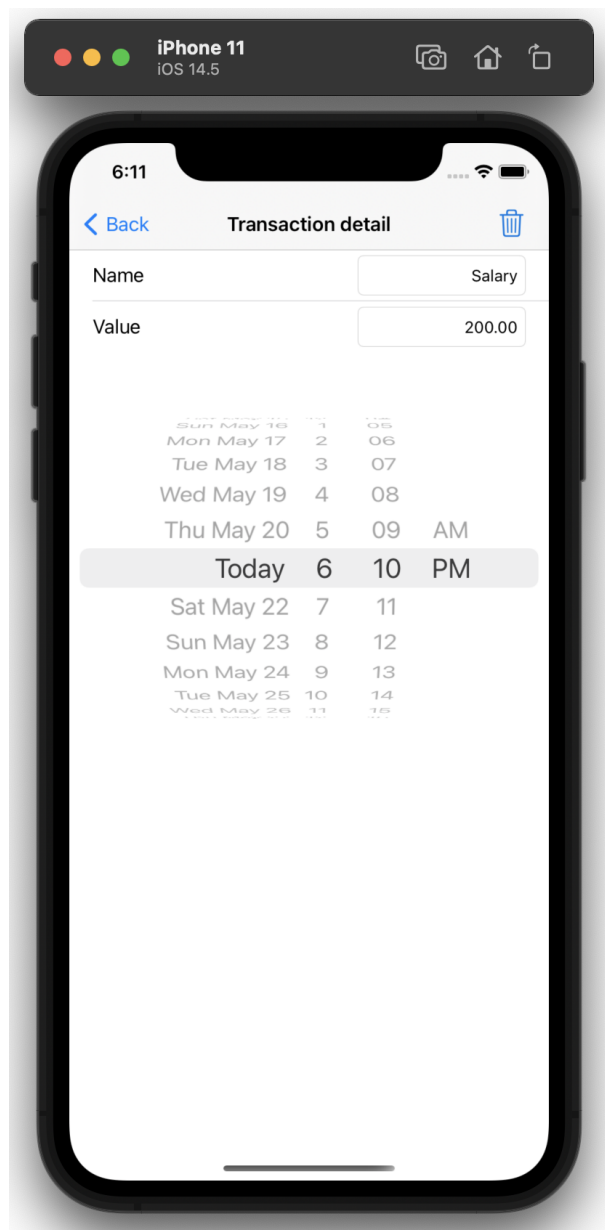 iPhone 11
iOS 14.5
6:11
Back Transaction detail
Name Salary
Value 200.00
Sun May 16 1 05
Mon May 17 2 06
Tue May 18 3 07
Wed May 19 4 08
Thu May 20 5 09 AM
Today 6 10 PM
Sat May 22 7 11
Sun May 23 8 12
Mon May 24 9 13
Tue May 25 10 14
Wed May 26 11 15